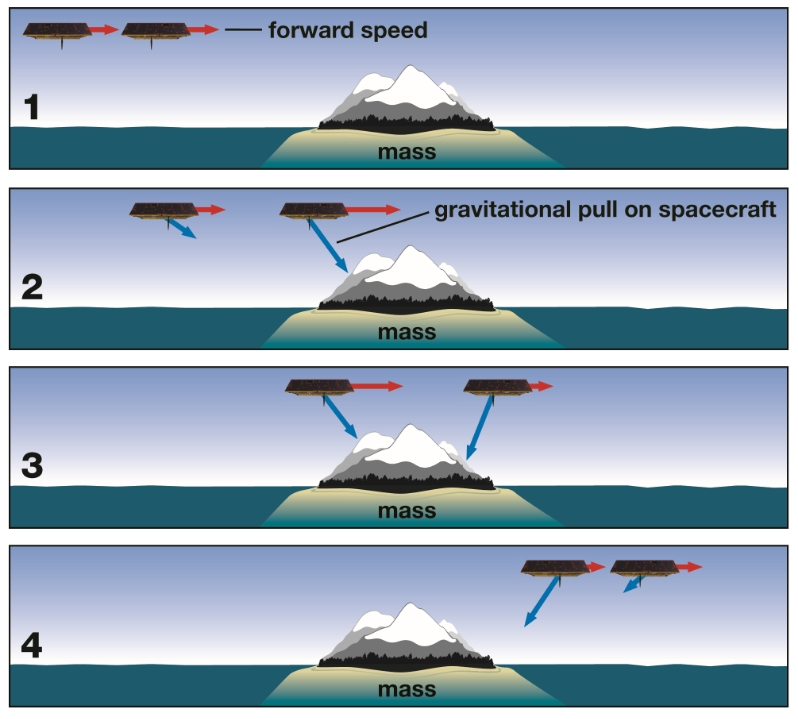 forward speed
1
mass
gravitational pull on spacecraft
2
mass
3
mass
4
mass